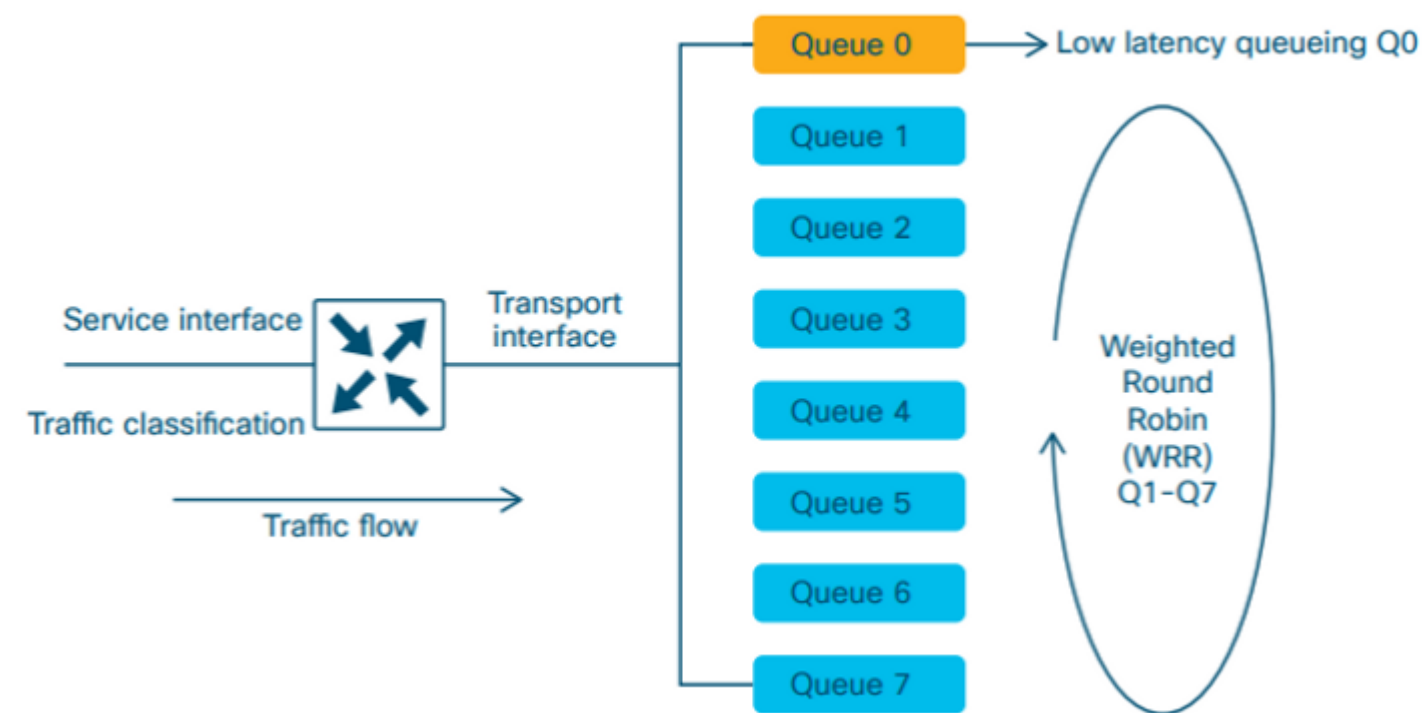 Service interface
Traffic classification
Traffic flow
Transport
interface
Queue 0
Low latency queueing Q0
Queue 1
Queue 2
Queue 3
Queue 4
Queue 5
Queue 6
Queue 7
Weighted
Round
Robin
(WRR)
Q1-Q7